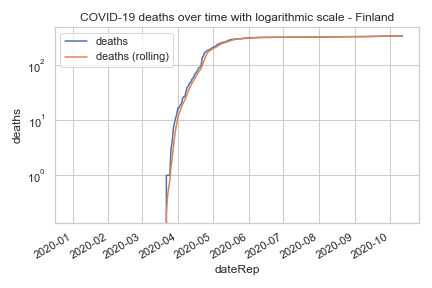 COVID-19 deaths over time with logarithmic scale - Finland
deaths
deaths (rolling)
10²
10¹
10⁰
deaths
2020-01
2020-02
2020-03
2020-04
2020-05
2020-06
2020-07
2020-08
2020-09
2020-10
dateRep